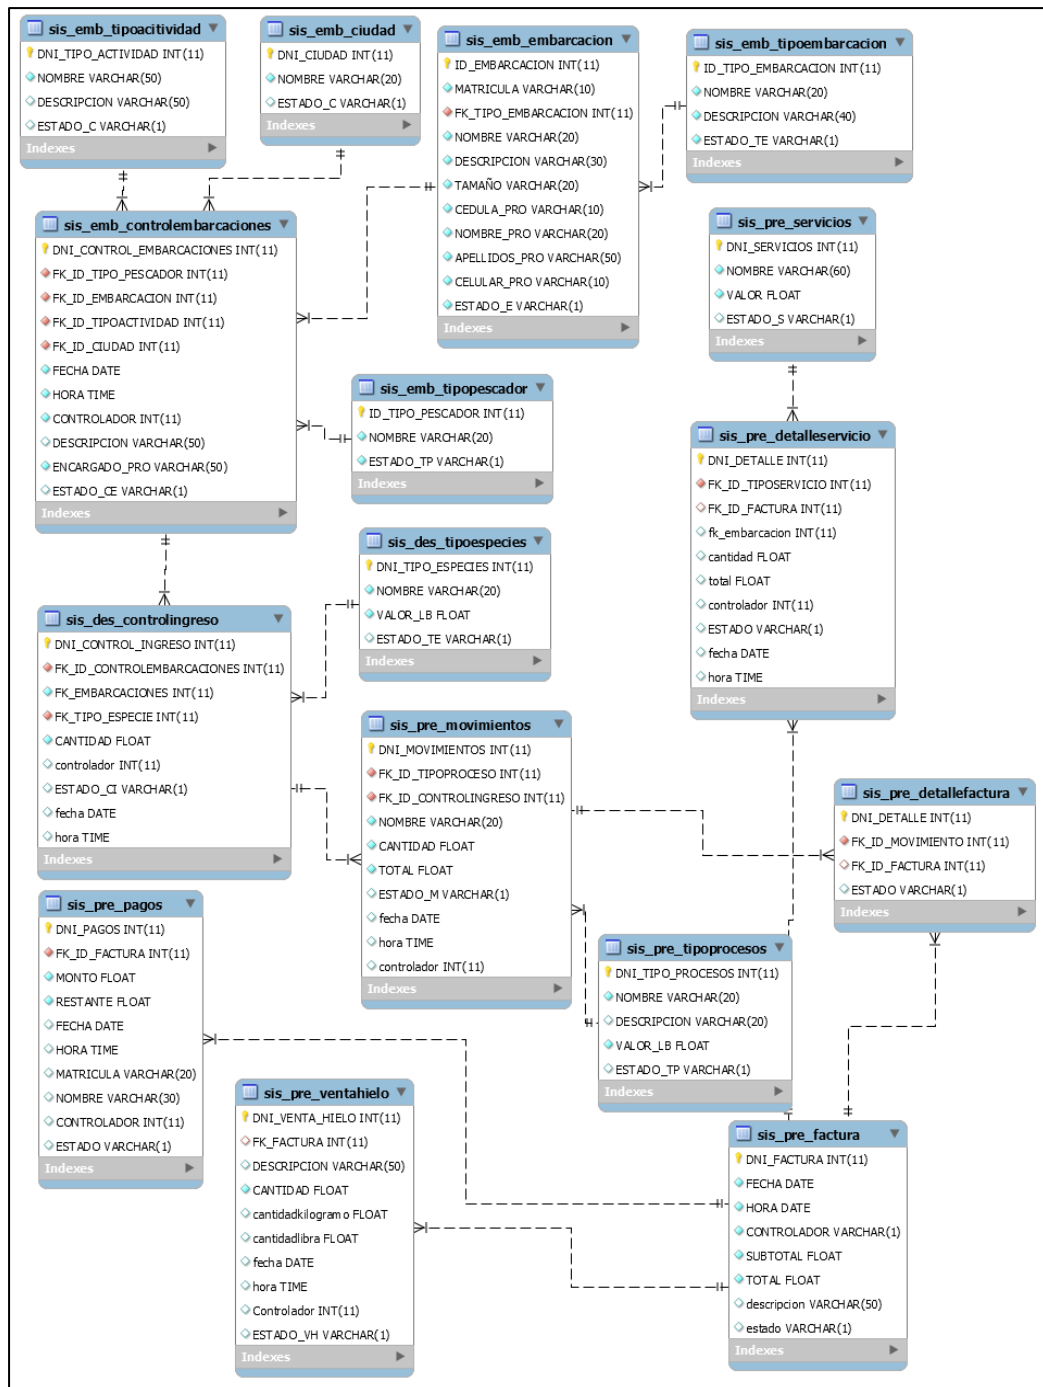 sis_emb_tipoacitividad
DNI_TIPO_ACTIVIDAD INT(11)
NOMBRE VARCHAR(50)
DESCRIPCION VARCHAR(50)
ESTADO_C VARCHAR(1)
Indexes
sis_emb_ciudad
DNI_CIUDAD INT(11)
NOMBRE VARCHAR(20)
ESTADO_C VARCHAR(1)
Indexes
sis_emb_embarcacion
ID_EMBARCACION INT(11)
MATRICULA VARCHAR(10)
FK_TIPO_EMBARCACION INT(11)
NOMBRE VARCHAR(20)
DESCRIPCION VARCHAR(30)
TAMAÑO VARCHAR(20)
CEDULA_PRO VARCHAR(10)
NOMBRE_PRO VARCHAR(20)
APELLIDOS_PRO VARCHAR(50)
CELULAR_PRO VARCHAR(10)
ESTADO_E VARCHAR(1)
Indexes
sis_emb_tipoembarcacion
ID_TIPO_EMBARCACION INT(11)
NOMBRE VARCHAR(20)
DESCRIPCION VARCHAR(40)
ESTADO_TE VARCHAR(1)
Indexes
sis_emb_controlembarcaciones
DNI_CONTROL_EMBARCACIONES INT(11)
FK_ID_TIPO_PESCADOR INT(11)
FK_ID_EMBARCACION INT(11)
FK_ID_TIPOACTIVIDAD INT(11)
FK_ID_CIUDAD INT(11)
FECHA DATE
HORA TIME
CONTROLADOR INT(11)
DESCRIPCION VARCHAR(50)
ENCARGADO_PRO VARCHAR(50)
ESTADO_CE VARCHAR(1)
Indexes
sis_pre_servicios
DNI_SERVICIOS INT(11)
NOMBRE VARCHAR(60)
VALOR FLOAT
ESTADO_S VARCHAR(1)
Indexes
sis_emb_tipopescador
ID_TIPO_PESCADOR INT(11)
NOMBRE VARCHAR(20)
ESTADO_TP VARCHAR(1)
Indexes
sis_pre_detalleservicio
DNI_DETALLE INT(11)
FK_ID_TIPOSERVICIO INT(11)
FK_ID_FACTURA INT(11)
fk_embarcacion INT(11)
cantidad FLOAT
total FLOAT
controlador INT(11)
ESTADO VARCHAR(1)
fecha DATE
hora TIME
Indexes
sis_des_tipoespecies
DNI_TIPO_ESPECIES INT(11)
NOMBRE VARCHAR(20)
VALOR_LB FLOAT
ESTADO_TE VARCHAR(1)
Indexes
sis_des_controlingreso
DNI_CONTROL_INGRESO INT(11)
FK_ID_CONTROLEMBARCACIONES INT(11)
FK_EMBARCACIONES INT(11)
FK_TIPO_ESPECIE INT(11)
CANTIDAD FLOAT
controlador INT(11)
ESTADO_CI VARCHAR(1)
fecha DATE
hora TIME
Indexes
sis_pre_movimientos
DNI_MOVIMIENTOS INT(11)
FK_ID_TIPOPROCESO INT(11)
FK_ID_CONTROLINGRESO INT(11)
NOMBRE VARCHAR(20)
CANTIDAD FLOAT
TOTAL FLOAT
ESTADO_M VARCHAR(1)
fecha DATE
hora TIME
controlador INT(11)
Indexes
sis_pre_detallefactura
DNI_DETALLE INT(11)
FK_ID_MOVIMIENTO INT(11)
FK_ID_FACTURA INT(11)
ESTADO VARCHAR(1)
Indexes
sis_pre_pagos
DNI_PAGOS INT(11)
FK_ID_FACTURA INT(11)
MONTO FLOAT
RESTANTE FLOAT
FECHA DATE
HORA TIME
MATRICULA VARCHAR(20)
NOMBRE VARCHAR(30)
CONTROLADOR INT(11)
ESTADO VARCHAR(1)
Indexes
sis_pre_tipoprocesos
DNI_TIPO_PROCESOS INT(11)
NOMBRE VARCHAR(20)
DESCRIPCION VARCHAR(20)
VALOR_LB FLOAT
ESTADO_TP VARCHAR(1)
Indexes
sis_pre_ventahielo
DNI_VENTA_HIELO INT(11)
FK_FACTURA INT(11)
DESCRIPCION VARCHAR(50)
CANTIDAD FLOAT
cantidadkilogramo FLOAT
cantidadlibra FLOAT
fecha DATE
hora TIME
Controlador INT(11)
ESTADO_VH VARCHAR(1)
Indexes
sis_pre_factura
DNI_FACTURA INT(11)
FECHA DATE
HORA DATE
CONTROLADOR VARCHAR(1)
SUBTOTAL FLOAT
TOTAL FLOAT
descripcion VARCHAR(50)
estado VARCHAR(1)
Indexes